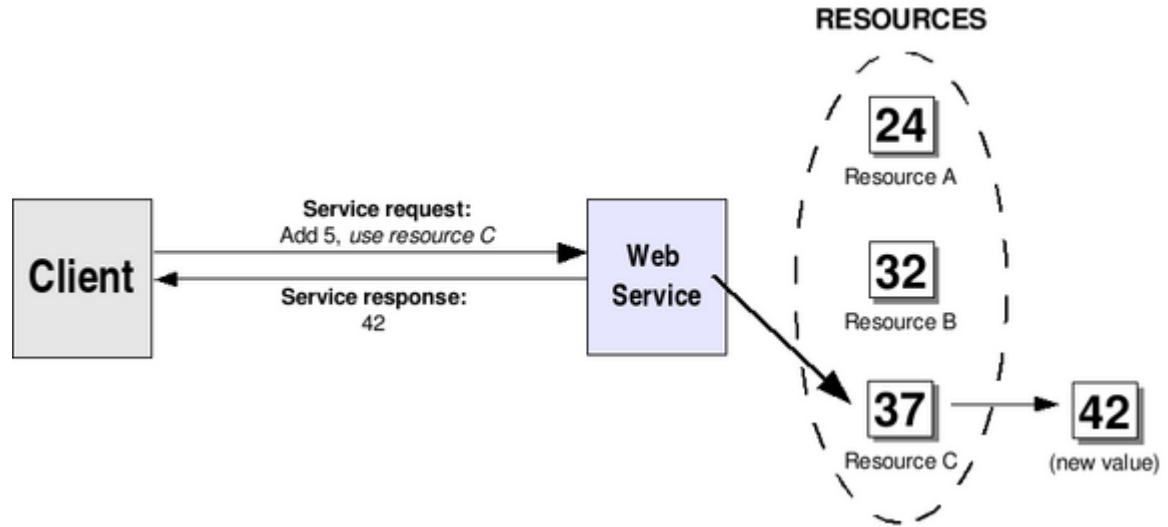 RESOURCES
24
Resource A
Service request:
Add 5, use resource C
Client
Web
Service
32
Resource B
Service response:
42
37
Resource C
42
(new value)